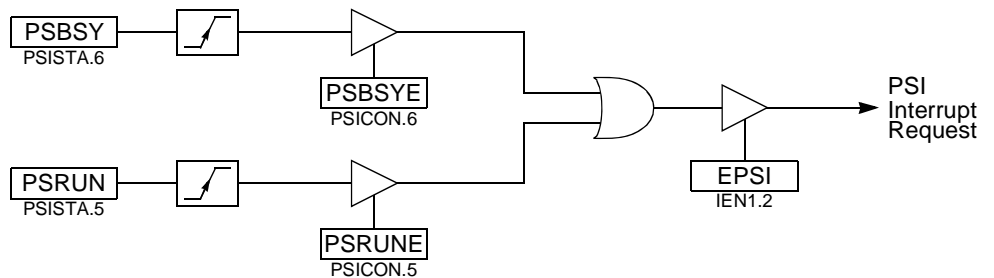 PSBSY
PSISTA.6
PSBSYE
PSICON.6
PSI
Interrupt
Request
PSRUN
PSISTA.5
EPSI
IEN1.2
PSRUNE
PSICON.5